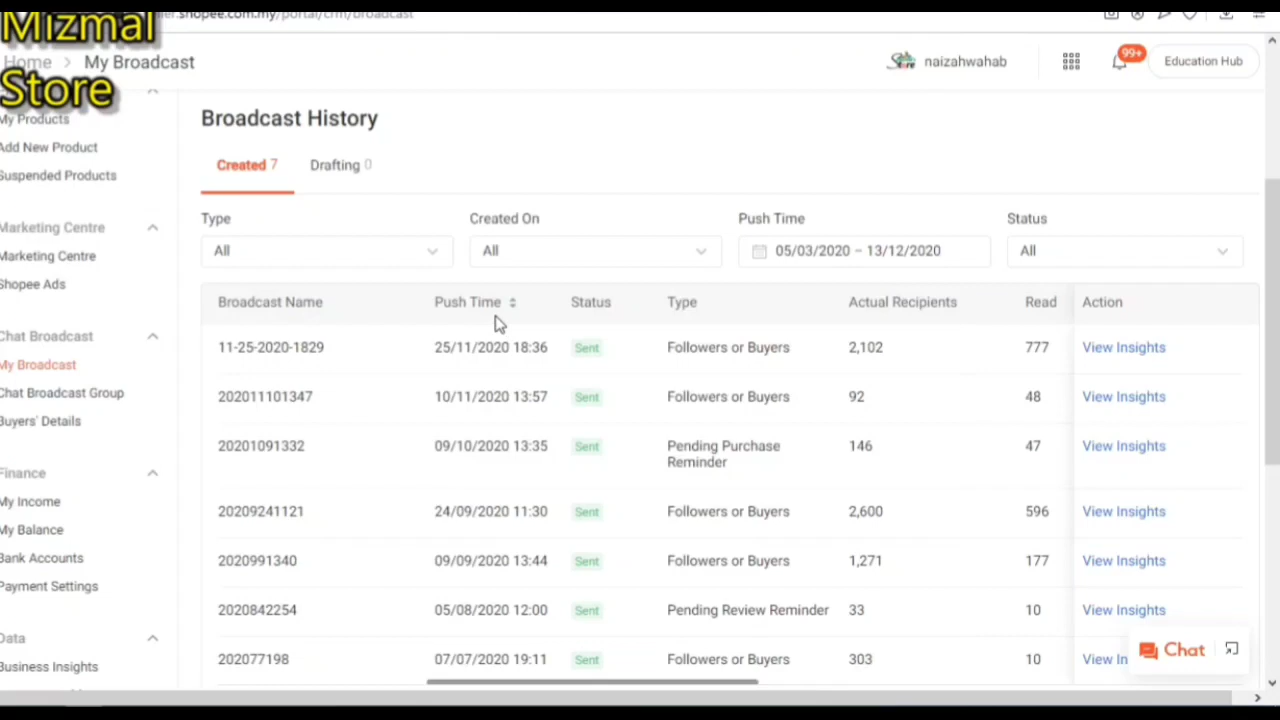 Mizmal
Store
ler.shopee.com.my/portal/crm/broadcast
Home > My Broadcast
naizahwahab
99+
Education Hub
My Products
Add New Product
Suspended Products
Marketing Centre
Marketing Centre
Shopee Ads
Chat Broadcast
My Broadcast
Chat Broadcast Group
Buyers' Details
Finance
My Income
My Balance
Bank Accounts
Payment Settings
Data
Business Insights
Broadcast History
Created 7 Drafting 0
Type Created On Push Time Status
All All 05/03/2020 – 13/12/2020 All
Broadcast Name Push Time Status Type Actual Recipients Read Action
11-25-2020-1829 25/11/2020 18:36 Sent Followers or Buyers 2,102 777 View Insights
202011101347 10/11/2020 13:57 Sent Followers or Buyers 92 48 View Insights
20201091332 09/10/2020 13:35 Sent Pending Purchase 146 47 View Insights
Reminder
20209241121 24/09/2020 11:30 Sent Followers or Buyers 2,600 596 View Insights
2020991340 09/09/2020 13:44 Sent Followers or Buyers 1,271 177 View Insights
2020842254 05/08/2020 12:00 Sent Pending Review Reminder 33 10 View Insights
202077198 07/07/2020 19:11 Sent Followers or Buyers 303 10 View In
Chat